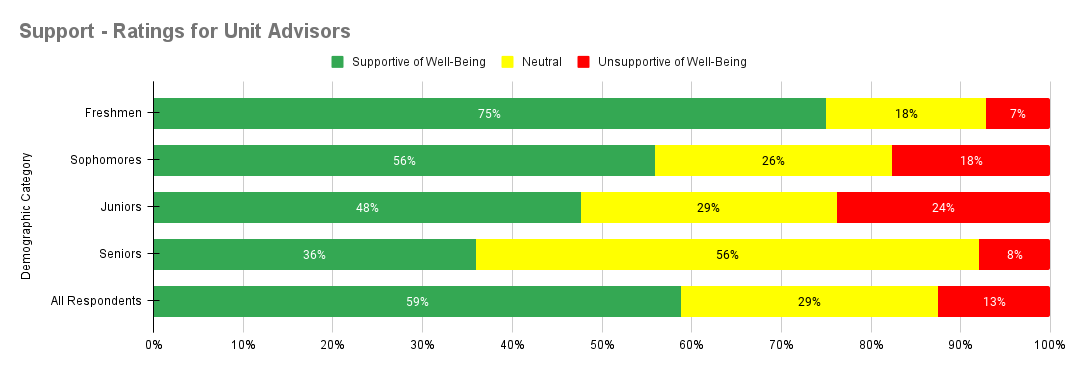 Support - Ratings for Unit Advisors
Supportive of Well-Being Neutral Unsupportive of Well-Being
Demographic Category
Freshmen 75% 18% 7%
Sophomores 56% 26% 18%
Juniors 48% 29% 24%
Seniors 36% 56% 8%
All Respondents 59% 29% 13%
0% 10% 20% 30% 40% 50% 60% 70% 80% 90% 100%